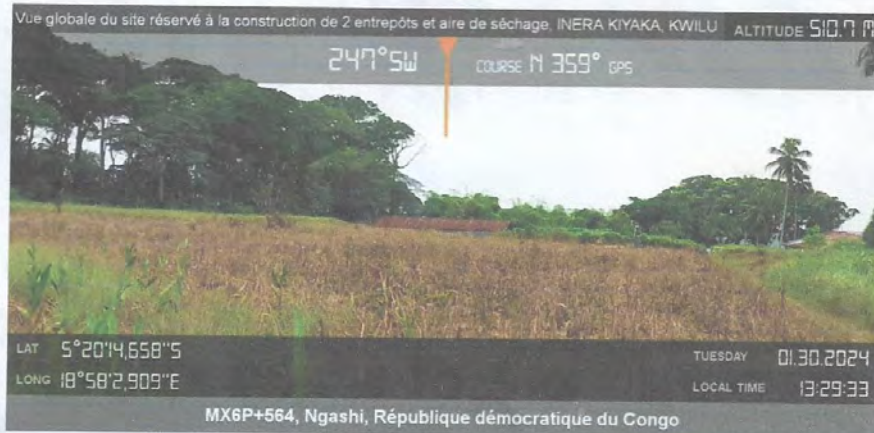 Vue globale du site réservé à la construction de 2 entrepôts et aire de séchage, INERA KIYAKA, KWILU
ALTITUDE 510.7 M
247°SW COURSE N 359° GPS
LAT 5°20'14,658"S
LONG 18°58'2,909"E
TUESDAY 01.30.2024
LOCAL TIME 13:29:33
MX6P+564, Ngashi, République démocratique du Congo